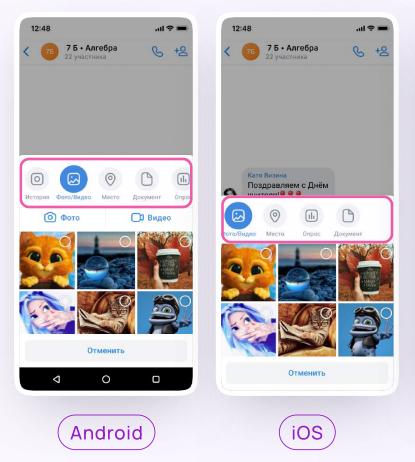 12:48
7Б
7 Б • Алгебра
22 участника
История
Фото/Видео
Место
Документ
Опрос
Фото
Видео
Отменить
Android
12:48
7Б
7 Б • Алгебра
22 участника
Катя Визина
Поздравляем с Днём
учителя!
Фото/Видео
Место
Опрос
Документ
Отменить
iOS